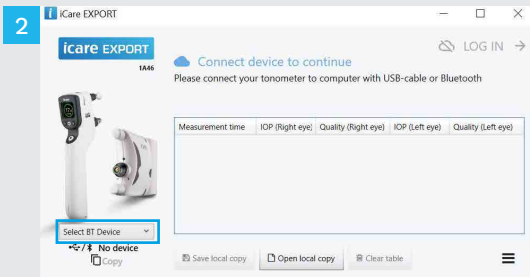 2
iCare EXPORT
icare EXPORT
1A46
LOG IN
Connect device to continue
Please connect your tonometer to computer with USB-cable or Bluetooth
Measurement time IOP (Right eye) Quality (Right eye) IOP (Left eye) Quality (Left eye)
Select BT Device
No device
Copy
Save local copy Open local copy Clear table